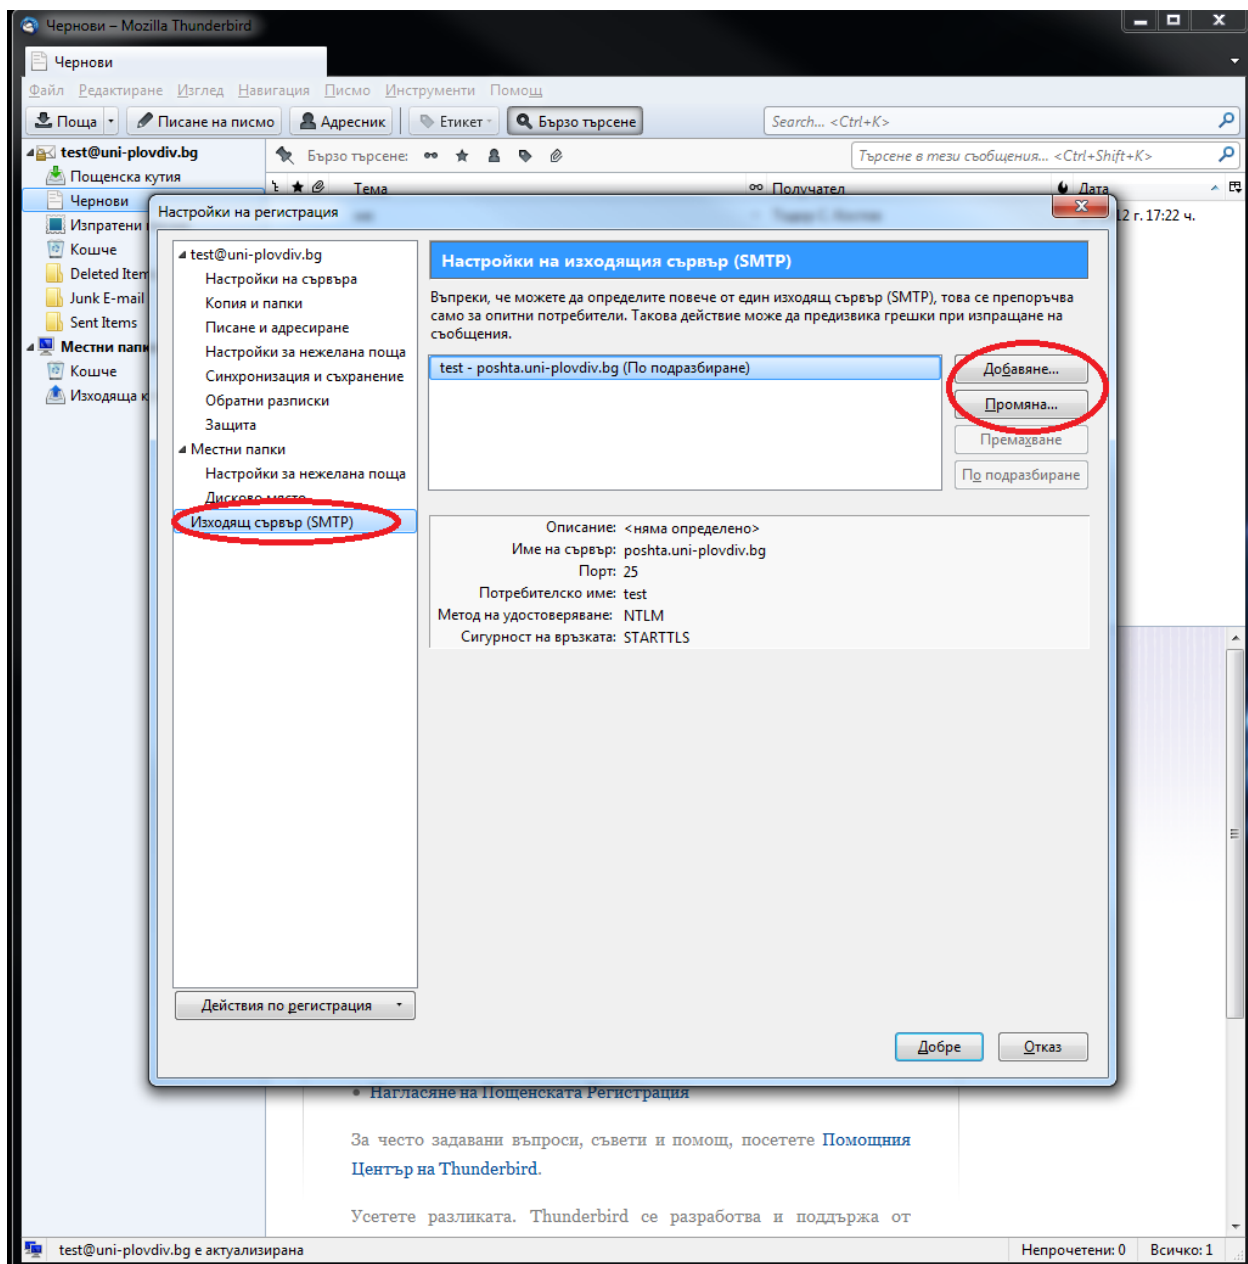 Чернови – Mozilla Thunderbird
Чернови
Файл Редактиране Изглед Навигация Писмо Инструменти Помощ
Поща Писане на писмо Адресник Етикет Бързо търсене Search... <Ctrl+K>
test@uni-plovdiv.bg
Пощенска кутия
Чернови
Изпратени
Кошче
Deleted Item
Junk E-mail
Sent Items
Местни папк
Кошче
Изходяща к
Бързо търсене: Търсене в тези съобщения... <Ctrl+Shift+K>
Тема Получател Дата
12 г. 17:22 ч.
Настройки на регистрация
test@uni-plovdiv.bg
Настройки на сървъра
Копия и папки
Писане и адресиране
Настройки за нежелана поща
Синхронизация и съхранение
Обратни разписки
Защита
Местни папки
Настройки за нежелана поща
Дисково място
Изходящ сървър (SMTP)
Действия по регистрация
Настройки на изходящия сървър (SMTP)
Въпреки, че можете да определите повече от един изходящ сървър (SMTP), това се препоръчва
само за опитни потребители. Такова действие може да предизвика грешки при изпращане на
съобщения.
test - poshta.uni-plovdiv.bg (По подразбиране)
Добавяне...
Промяна...
Премахване
По подразбиране
Описание: <няма определено>
Име на сървър: poshta.uni-plovdiv.bg
Порт: 25
Потребителско име: test
Метод на удостоверяване: NTLM
Сигурност на връзката: STARTTLS
Добре Отказ
Нагласяне на Пощенската Регистрация
За често задавани въпроси, съвети и помощ, посетете Помощния
Център на Thunderbird.
Усетете разликата. Thunderbird се разработва и поддържа от
test@uni-plovdiv.bg е актуализирана Непрочетени: 0 Всичко: 1